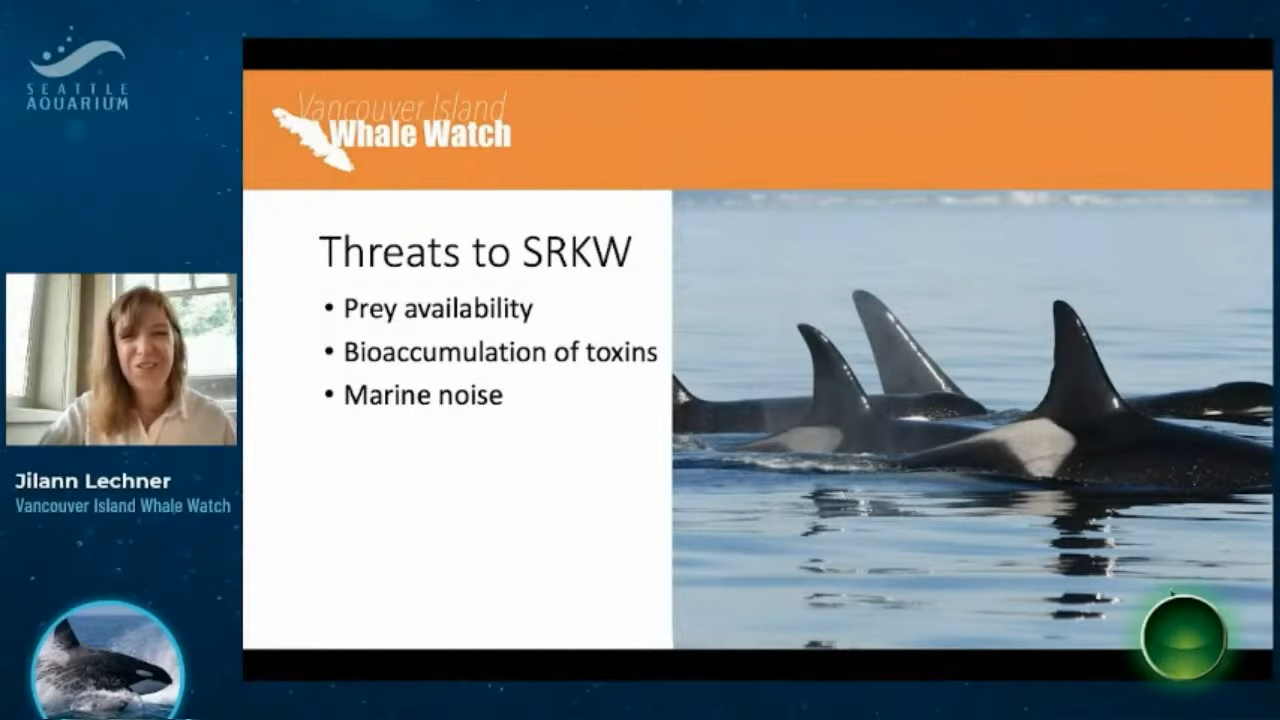 SEATTLE
AQUARIUM
Vancouver Island
Whale Watch
Threats to SRKW
• Prey availability
• Bioaccumulation of toxins
• Marine noise
Jilann Lechner
Vancouver Island Whale Watch